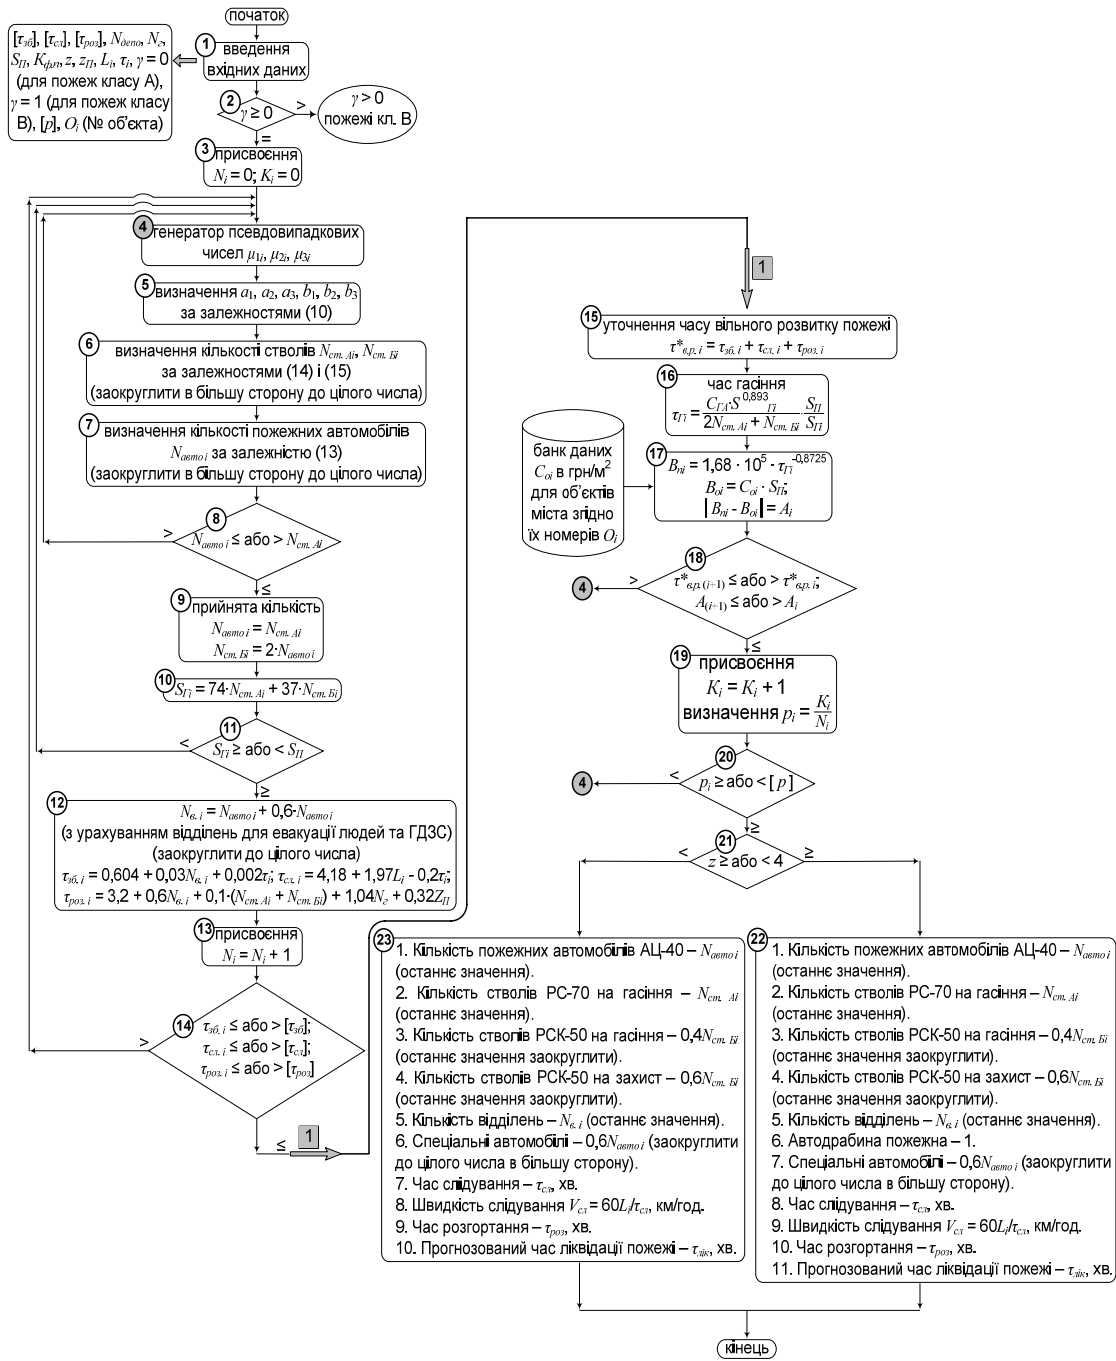 початок
[τзб], [τсл], [τроз], Nдепо, Nг,
SП, Kф.п, z, zП, Li, τi, γ = 0
(для пожеж класу А),
γ = 1 (для пожеж класу
В), [p], Oi (№ об'єкта)
1
введення
вхідних даних
2
γ ≥ 0
>
γ > 0
пожежі кл. В
=
3
присвоєння
Ni = 0; Ki = 0
4
генератор псевдовипадкових
чисел μ1i, μ2i, μ3i
5
визначення a1, a2, a3, b1, b2, b3
за залежностями (10)
6
визначення кількості стволів Nст. Аі, Nст. Бі
за залежностями (14) і (15)
(заокруглити в більшу сторону до цілого числа)
7
визначення кількості пожежних автомобілів
Nавто i за залежністю (13)
(заокруглити в більшу сторону до цілого числа)
8
>
Nавто i ≤ або > Nст. Аi
≤
9
прийнята кількість
Nавто i = Nст. Аi
Nст. Бi = 2·Nавто i
10
SГi = 74·Nст. Аi + 37·Nст. Бi
11
<
SГi ≥ або < SП
≥
12
Nв. i = Nавто i + 0,6·Nавто i
(з урахуванням відділень для евакуації людей та ГДЗС)
(заокруглити до цілого числа)
τзб. i = 0,604 + 0,03Nв. i + 0,002τi; τсл. i = 4,18 + 1,97Li - 0,2τi;
τроз. i = 3,2 + 0,6Nв. i + 0,1·(Nст. Аi + Nст. Бi) + 1,04Nг + 0,32ZП
13
присвоєння
Ni = Ni + 1
14
>
τзб. i ≤ або > [τзб];
τсл. i ≤ або > [τсл];
τроз. i ≤ або > [τроз]
≤
1
1
15
уточнення часу вільного розвитку пожежі
τ*в.р. i = τзб. i + τсл. i + τроз. i
16
час гасіння
τГi = CГА·S^0,893 Гi / (2Nст. Аi + Nст. Бi) · SП / SГi
банк даних
Coi в грн/м²
для об'єктів
міста згідно
їх номерів Oi
17
Bпi = 1,68 · 10⁵ · τГi^-0,8725
Boi = Coi · SП;
|Bпi - Boi| = Ai
18
4
>
τ*в.р.(i+1) ≤ або > τ*в.р. i;
A(i+1) ≤ або > Ai
≤
19
присвоєння
Ki = Ki + 1
визначення pi = Ki / Ni
20
4
<
pi ≥ або < [p]
≥
21
<
z ≥ або < 4
≥
23
1. Кількість пожежних автомобілів АЦ-40 – Nавто i
(останнє значення).
2. Кількість стволів РС-70 на гасіння – Nст. Аi
(останнє значення).
3. Кількість стволів РСК-50 на гасіння – 0,4Nст. Бi
(останнє значення заокруглити).
4. Кількість стволів РСК-50 на захист – 0,6Nст. Бi
(останнє значення заокруглити).
5. Кількість відділень – Nв. i (останнє значення).
6. Спеціальні автомобілі – 0,6Nавто i (заокруглити
до цілого числа в більшу сторону).
7. Час слідування – τсл, хв.
8. Швидкість слідування Vсл = 60Li/τсл, км/год.
9. Час розгортання – τроз, хв.
10. Прогнозований час ліквідації пожежі – τлік, хв.
22
1. Кількість пожежних автомобілів АЦ-40 – Nавто i
(останнє значення).
2. Кількість стволів РС-70 на гасіння – Nст. Аi
(останнє значення).
3. Кількість стволів РСК-50 на гасіння – 0,4Nст. Бi
(останнє значення заокруглити).
4. Кількість стволів РСК-50 на захист – 0,6Nст. Бi
(останнє значення заокруглити).
5. Кількість відділень – Nв. i (останнє значення).
6. Автодрабина пожежна – 1.
7. Спеціальні автомобілі – 0,6Nавто i (заокруглити
до цілого числа в більшу сторону).
8. Час слідування – τсл, хв.
9. Швидкість слідування Vсл = 60Li/τсл, км/год.
10. Час розгортання – τроз, хв.
11. Прогнозований час ліквідації пожежі – τлік, хв.
кінець